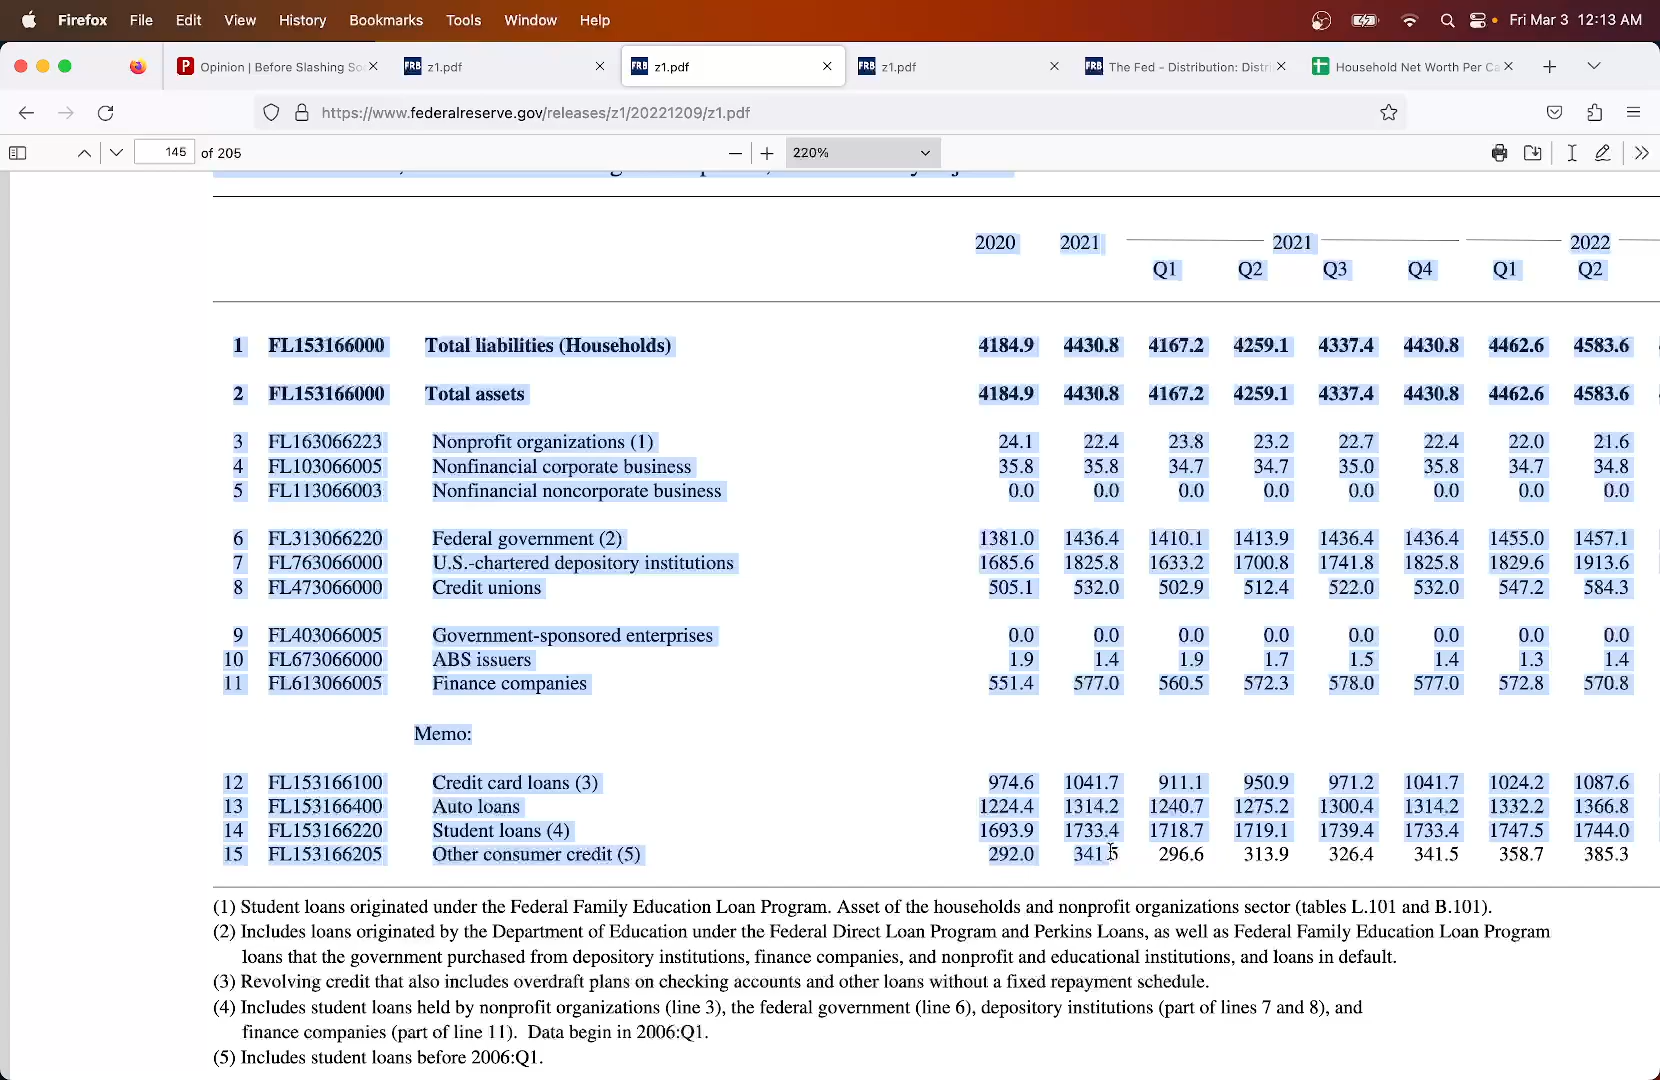 Firefox File Edit View History Bookmarks Tools Window Help Fri Mar 3 12:13 AM
Opinion | Before Slashing So z1.pdf z1.pdf z1.pdf The Fed - Distribution: Distri Household Net Worth Per Ca
https://www.federalreserve.gov/releases/z1/20221209/z1.pdf
145 of 205 220%
2020 2021 2021 2022
Q1 Q2 Q3 Q4 Q1 Q2
1 FL153166000 Total liabilities (Households) 4184.9 4430.8 4167.2 4259.1 4337.4 4430.8 4462.6 4583.6
2 FL153166000 Total assets 4184.9 4430.8 4167.2 4259.1 4337.4 4430.8 4462.6 4583.6
3 FL163066223 Nonprofit organizations (1) 24.1 22.4 23.8 23.2 22.7 22.4 22.0 21.6
4 FL103066005 Nonfinancial corporate business 35.8 35.8 34.7 34.7 35.0 35.8 34.7 34.8
5 FL113066003 Nonfinancial noncorporate business 0.0 0.0 0.0 0.0 0.0 0.0 0.0 0.0
6 FL313066220 Federal government (2) 1381.0 1436.4 1410.1 1413.9 1436.4 1436.4 1455.0 1457.1
7 FL763066000 U.S.-chartered depository institutions 1685.6 1825.8 1633.2 1700.8 1741.8 1825.8 1829.6 1913.6
8 FL473066000 Credit unions 505.1 532.0 502.9 512.4 522.0 532.0 547.2 584.3
9 FL403066005 Government-sponsored enterprises 0.0 0.0 0.0 0.0 0.0 0.0 0.0 0.0
10 FL673066000 ABS issuers 1.9 1.4 1.9 1.7 1.5 1.4 1.3 1.4
11 FL613066005 Finance companies 551.4 577.0 560.5 572.3 578.0 577.0 572.8 570.8
Memo:
12 FL153166100 Credit card loans (3) 974.6 1041.7 911.1 950.9 971.2 1041.7 1024.2 1087.6
13 FL153166400 Auto loans 1224.4 1314.2 1240.7 1275.2 1300.4 1314.2 1332.2 1366.8
14 FL153166220 Student loans (4) 1693.9 1733.4 1718.7 1719.1 1739.4 1733.4 1747.5 1744.0
15 FL153166205 Other consumer credit (5) 292.0 341.5 296.6 313.9 326.4 341.5 358.7 385.3
(1) Student loans originated under the Federal Family Education Loan Program. Asset of the households and nonprofit organizations sector (tables L.101 and B.101).
(2) Includes loans originated by the Department of Education under the Federal Direct Loan Program and Perkins Loans, as well as Federal Family Education Loan Program
loans that the government purchased from depository institutions, finance companies, and nonprofit and educational institutions, and loans in default.
(3) Revolving credit that also includes overdraft plans on checking accounts and other loans without a fixed repayment schedule.
(4) Includes student loans held by nonprofit organizations (line 3), the federal government (line 6), depository institutions (part of lines 7 and 8), and
finance companies (part of line 11). Data begin in 2006:Q1.
(5) Includes student loans before 2006:Q1.